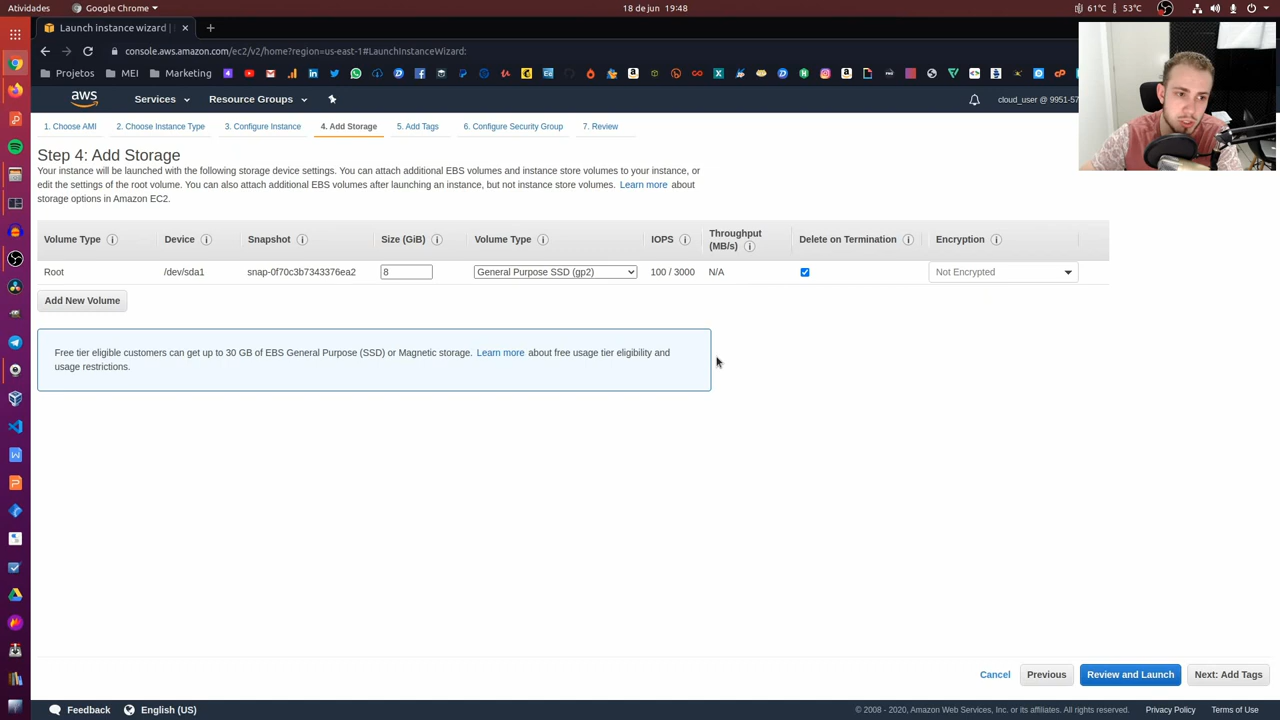 Atividades
Google Chrome
18 de jun 19:48
61°C
53°C
Launch instance wizard |
console.aws.amazon.com/ec2/v2/home?region=us-east-1#LaunchInstanceWizard:
Projetos
MEI
Marketing
aws
Services
Resource Groups
cloud_user @ 9951-57
1. Choose AMI
2. Choose Instance Type
3. Configure Instance
4. Add Storage
5. Add Tags
6. Configure Security Group
7. Review
Step 4: Add Storage
Your instance will be launched with the following storage device settings. You can attach additional EBS volumes and instance store volumes to your instance, or
edit the settings of the root volume. You can also attach additional EBS volumes after launching an instance, but not instance store volumes. Learn more about
storage options in Amazon EC2.
Volume Type
Device
Snapshot
Size (GiB)
Volume Type
IOPS
Throughput
(MB/s)
Delete on Termination
Encryption
Root
/dev/sda1
snap-0f70c3b7343376ea2
8
General Purpose SSD (gp2)
100 / 3000
N/A
Not Encrypted
Add New Volume
Free tier eligible customers can get up to 30 GB of EBS General Purpose (SSD) or Magnetic storage. Learn more about free usage tier eligibility and
usage restrictions.
Cancel
Previous
Review and Launch
Next: Add Tags
Feedback
English (US)
© 2008 - 2020, Amazon Web Services, Inc. or its affiliates. All rights reserved.
Privacy Policy
Terms of Use